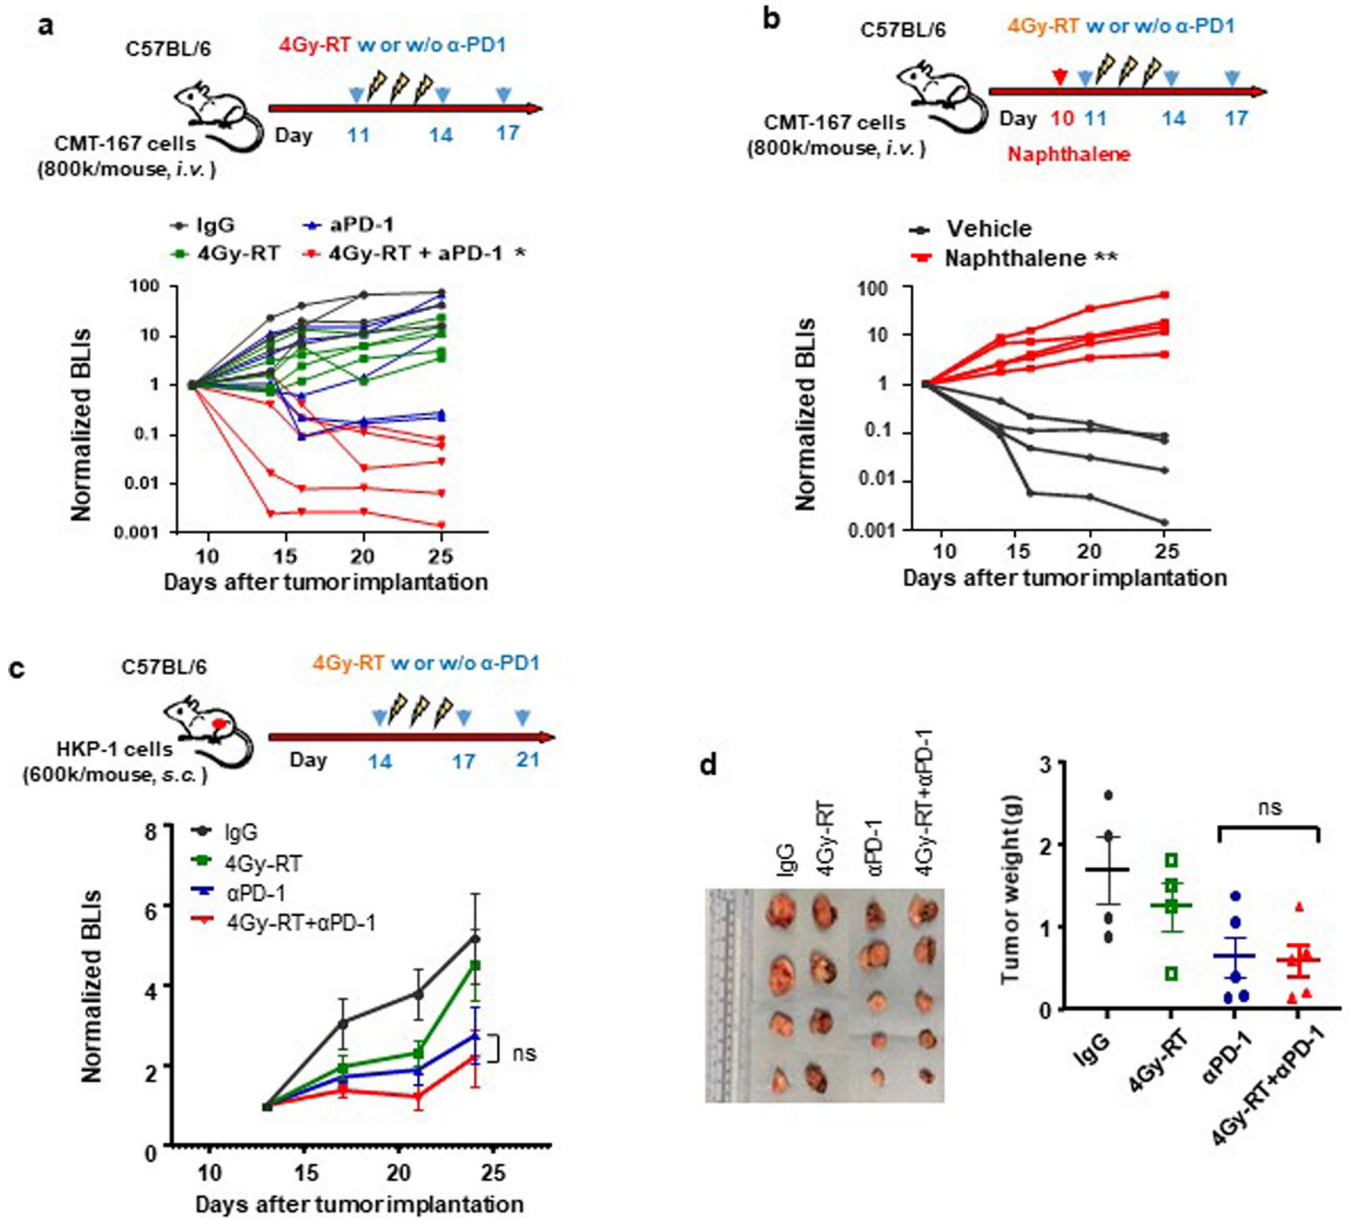 a
C57BL/6
4Gy-RT w or w/o α-PD1
CMT-167 cells
(800k/mouse, i.v. )
Day
11
14
17
IgG
aPD-1
4Gy-RT
4Gy-RT + aPD-1 *
Normalized BLIs
100
10
1
0.1
0.01
0.001
10
15
20
25
Days after tumor implantation
b
C57BL/6
4Gy-RT w or w/o α-PD1
CMT-167 cells
(800k/mouse, i.v. )
Day
10
11
14
17
Naphthalene
Vehicle
Naphthalene **
Normalized BLIs
100
10
1
0.1
0.01
0.001
10
15
20
25
Days after tumor implantation
c
C57BL/6
4Gy-RT w or w/o α-PD1
HKP-1 cells
(600k/mouse, s.c. )
Day
14
17
21
IgG
4Gy-RT
αPD-1
4Gy-RT+αPD-1
Normalized BLIs
8
6
4
2
0
ns
10
15
20
25
Days after tumor implantation
d
IgG
4Gy-RT
αPD-1
4Gy-RT+αPD-1
Tumor weight(g)
3
2
1
0
ns
IgG
4Gy-RT
αPD-1
4Gy-RT+αPD-1